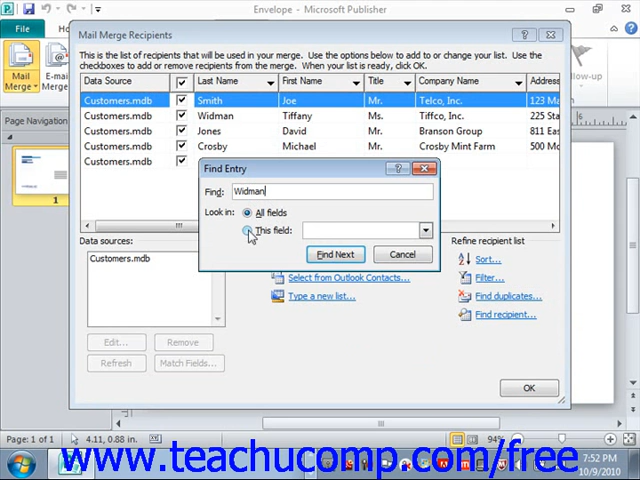 Envelope - Microsoft Publisher
File
Mail Merge Recipients
This is the list of recipients that will be used in your merge. Use the options below to add to or change your list. Use the
checkboxes to add or remove recipients from the merge. When your list is ready, click OK.
Mail
Merge
E-mail
Merge
Data Source Last Name First Name Title Company Name Address
Customers.mdb Smith Joe Mr. Telco, Inc. 123 Ma
Customers.mdb Widman Tiffany Ms. Tiffco, Inc. 225 Sta
Customers.mdb Jones David Mr. Branson Group 811 Ea
Customers.mdb Crosby Michael Mr. Crosby Mint Farm 500 Mo
Customers.mdb
Page Navigation
1
Find Entry
Find: Widman
Look in: All fields
This field:
Find Next Cancel
Data sources:
Customers.mdb
Refine recipient list
Sort...
Select from Outlook Contacts... Filter...
Type a new list... Find duplicates...
Find recipient...
Edit... Remove
Refresh Match Fields...
OK
Page: 1 of 1 4.11, 0.88 in. 94%
www.teachucomp.com/free
7:52 PM
10/9/2010